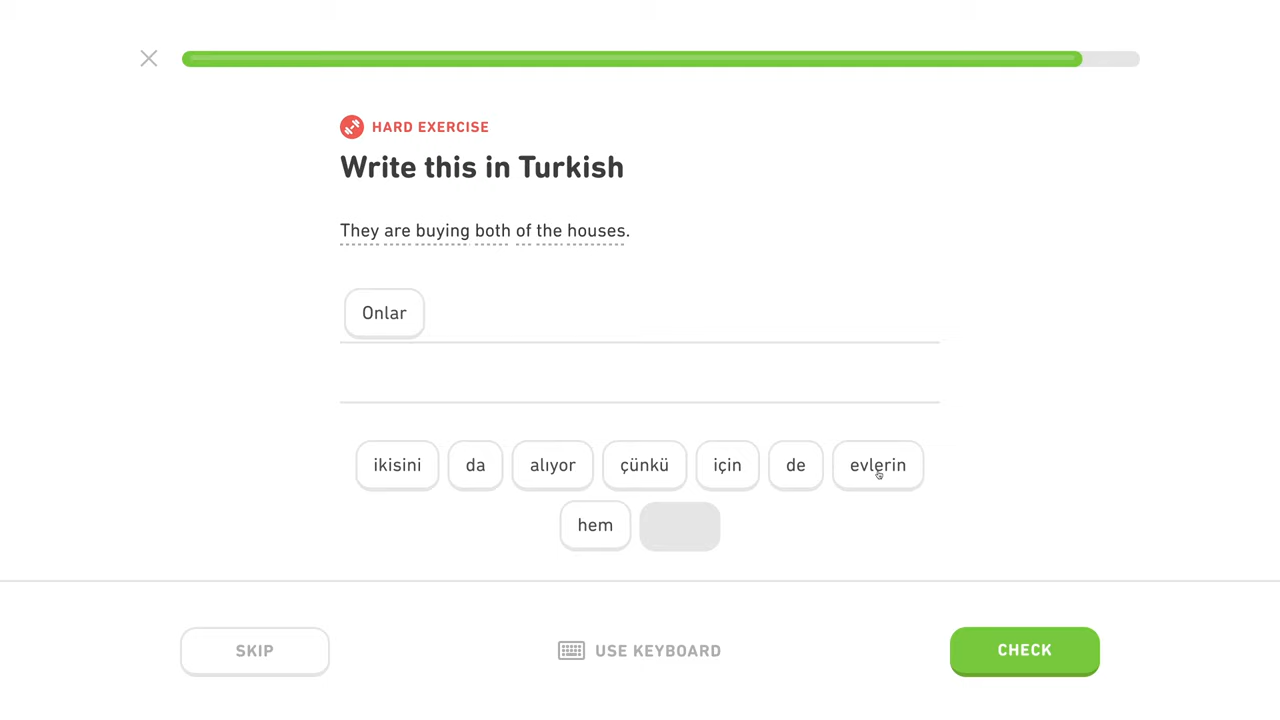 HARD EXERCISE
Write this in Turkish
They are buying both of the houses.
Onlar
ikisini da alıyor çünkü için de evlerin
hem
SKIP USE KEYBOARD CHECK